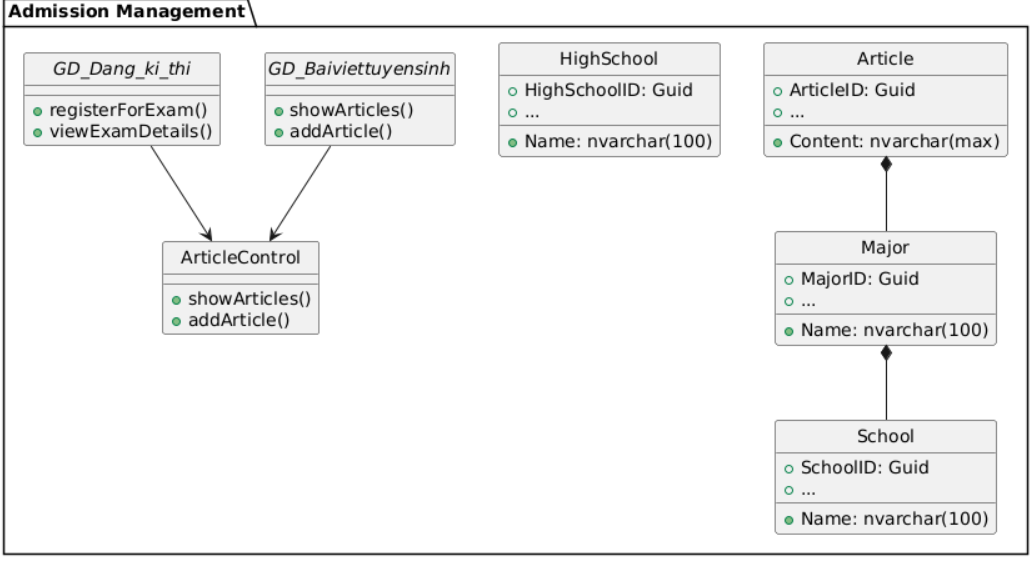 Admission Management
GD_Dang_ki_thi
registerForExam()
viewExamDetails()
GD_Baiviettuyensinh
showArticles()
addArticle()
HighSchool
HighSchoolID: Guid
...
Name: nvarchar(100)
Article
ArticleID: Guid
...
Content: nvarchar(max)
ArticleControl
showArticles()
addArticle()
Major
MajorID: Guid
...
Name: nvarchar(100)
School
SchoolID: Guid
...
Name: nvarchar(100)